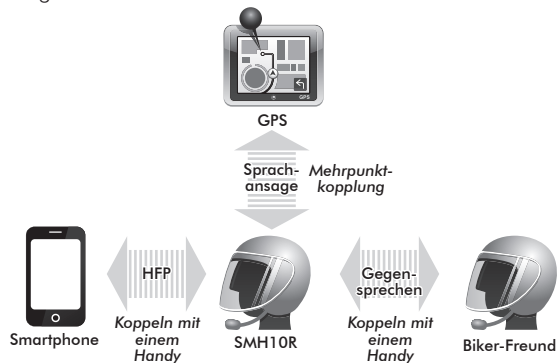 GPS
GPS
Sprach-
ansage
Mehrpunkt-
kopplung
HFP
Gegen-
sprechen
Smartphone
Koppeln mit
einem
Handy
SMH10R
Koppeln mit
einem
Handy
Biker-Freund